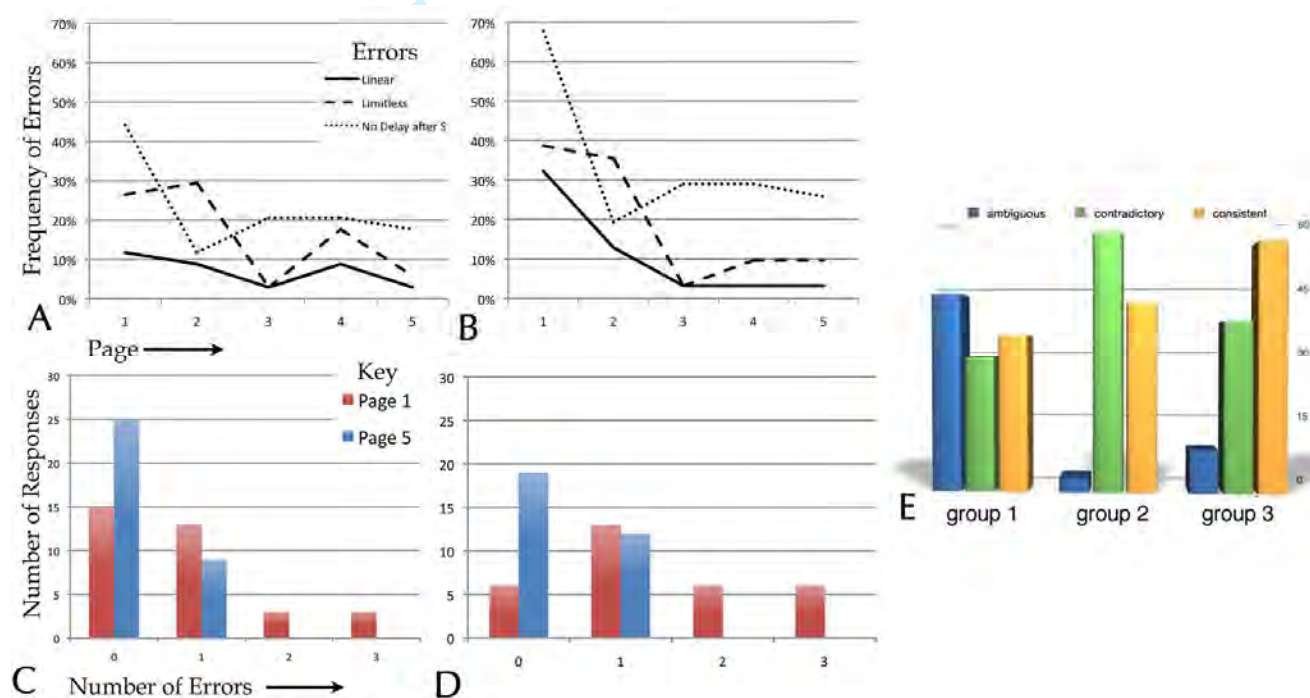 70%
60%
50%
40%
30%
20%
10%
0%
Frequency of Errors
Errors
Linear
Limitless
No Delay after S
1 2 3 4 5
A
Page
70%
60%
50%
40%
30%
20%
10%
0%
1 2 3 4 5
B
30
25
20
15
10
5
0
Number of Responses
Key
Page 1
Page 5
0 1 2 3
C
Number of Errors
30
25
20
15
10
5
0
0 1 2 3
D
ambiguous contradictory consistent
60
45
30
15
0
group 1 group 2 group 3
E